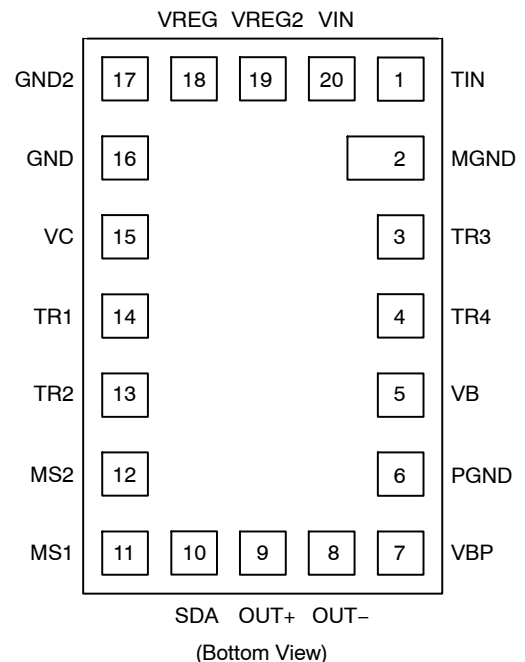 VREG VREG2 VIN
GND2 17 18 19 20 1 TIN
GND 16 2 MGND
VC 15 3 TR3
TR1 14 4 TR4
TR2 13 5 VB
MS2 12 6 PGND
MS1 11 10 9 8 7 VBP
SDA OUT+ OUT−
(Bottom View)